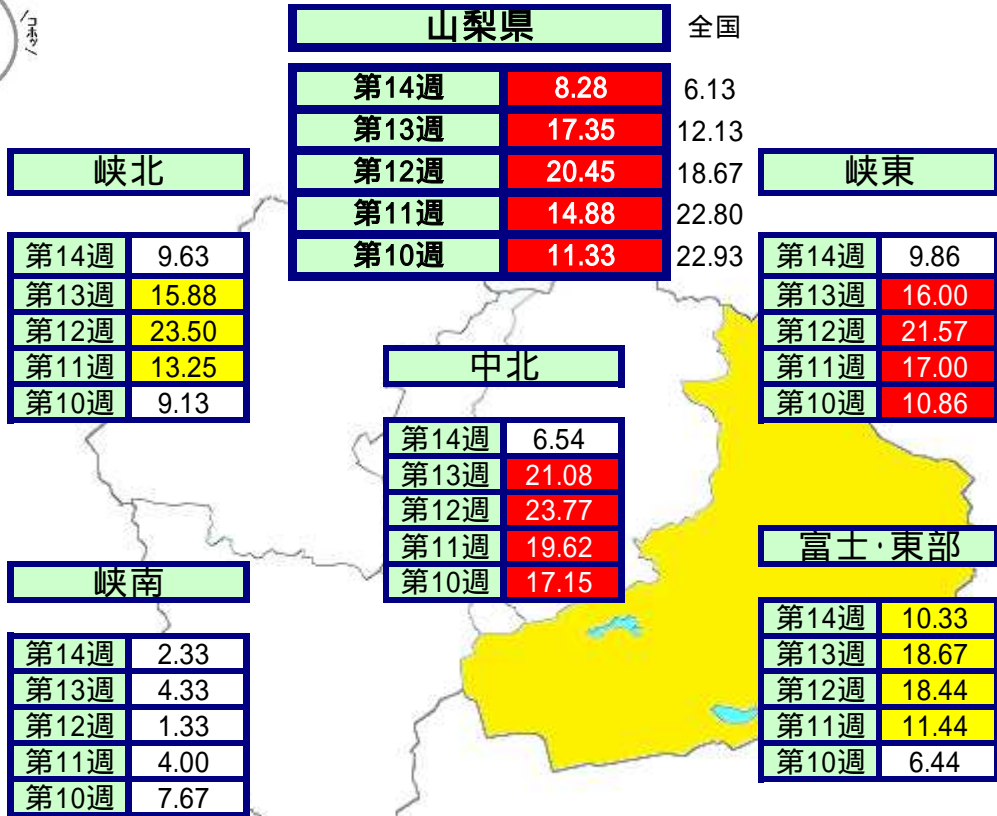 \コホッ/
山梨県 全国
第14週 8.28 6.13
第13週 17.35 12.13
第12週 20.45 18.67
第11週 14.88 22.80
第10週 11.33 22.93
峡北
第14週 9.63
第13週 15.88
第12週 23.50
第11週 13.25
第10週 9.13
峡東
第14週 9.86
第13週 16.00
第12週 21.57
第11週 17.00
第10週 10.86
中北
第14週 6.54
第13週 21.08
第12週 23.77
第11週 19.62
第10週 17.15
峡南
第14週 2.33
第13週 4.33
第12週 1.33
第11週 4.00
第10週 7.67
富士・東部
第14週 10.33
第13週 18.67
第12週 18.44
第11週 11.44
第10週 6.44